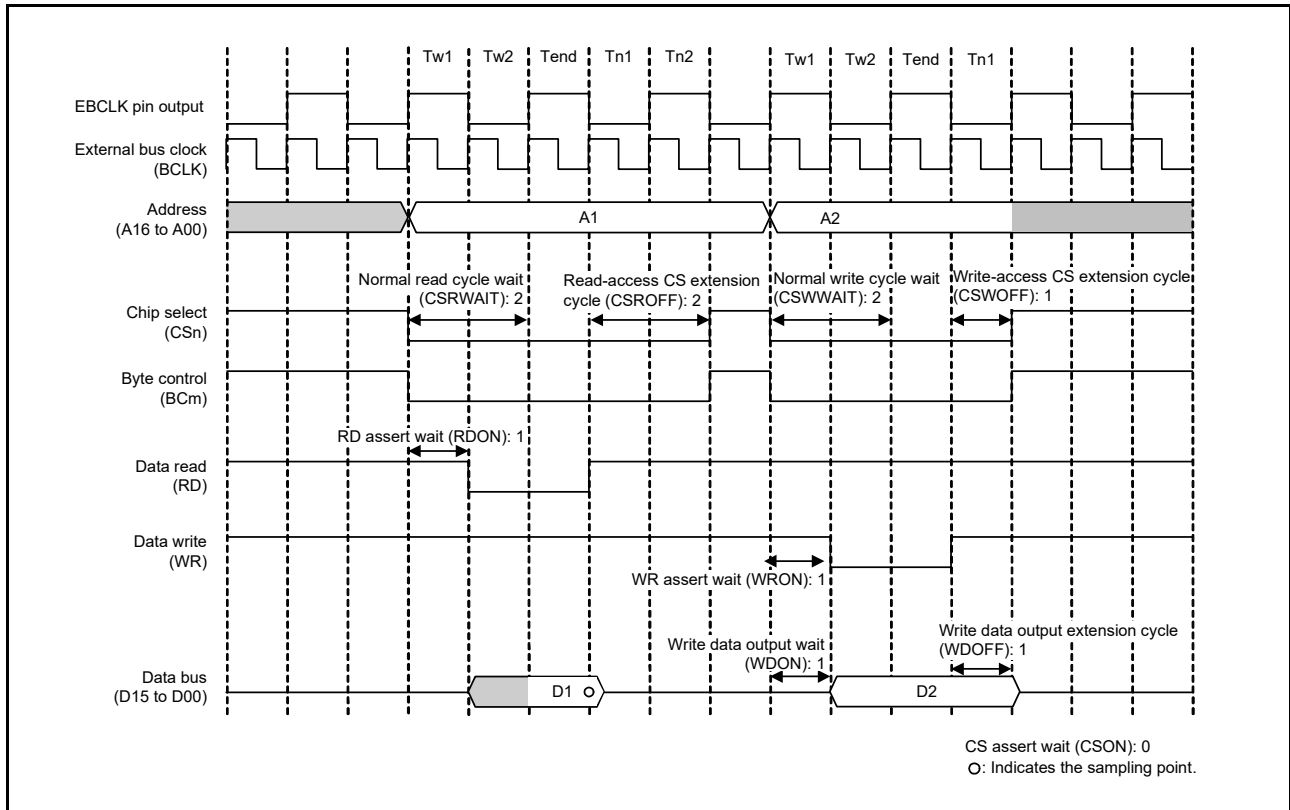 Tw1 Tw2 Tend Tn1 Tn2 Tw1 Tw2 Tend Tn1
EBCLK pin output
External bus clock
(BCLK)
Address
(A16 to A00)
A1 A2
Normal read cycle wait
(CSRWAIT): 2
Read-access CS extension
cycle (CSROFF): 2
Normal write cycle wait
(CSWWAIT): 2
Write-access CS extension cycle
(CSWOFF): 1
Chip select
(CSn)
Byte control
(BCm)
RD assert wait (RDON): 1
Data read
(RD)
Data write
(WR)
WR assert wait (WRON): 1
Write data output wait
(WDON): 1
Write data output extension cycle
(WDOFF): 1
Data bus
(D15 to D00)
D1 D2
CS assert wait (CSON): 0
: Indicates the sampling point.